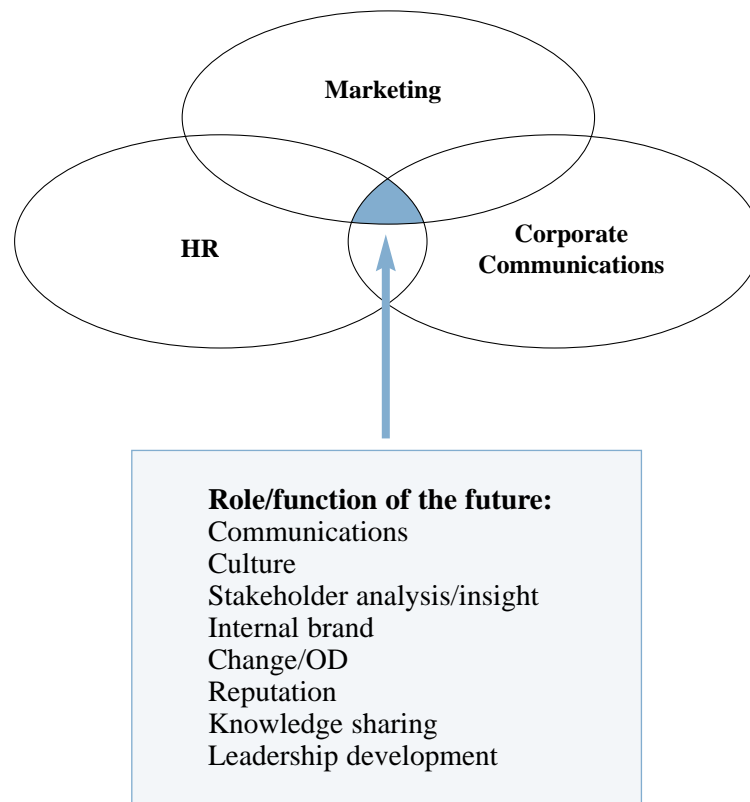 Marketing
HR
Corporate
Communications
Role/function of the future:
Communications
Culture
Stakeholder analysis/insight
Internal brand
Change/OD
Reputation
Knowledge sharing
Leadership development